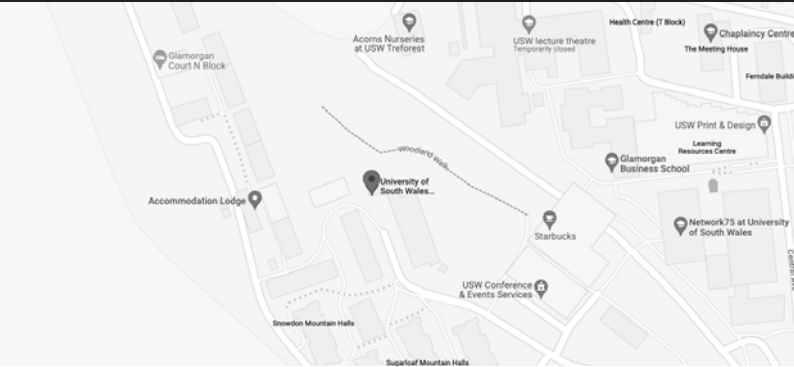 Health Centre (T Block)
Acorns Nurseries
at USW Treforest
USW lecture theatre
Temporarily closed
Chaplaincy Centre
The Meeting House
Glamorgan
Court N Block
Ferndale Buildi
USW Print & Design
Learning
Resources Centre
Woodland Walk
Glamorgan
Business School
University of
South Wales...
Accommodation Lodge
Network75 at University
of South Wales
Starbucks
Central Ave
USW Conference
& Events Services
Snowdon Mountain Halls
Sugarloaf Mountain Halls